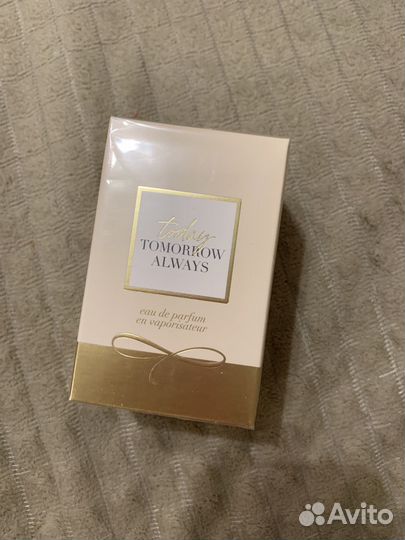 today
TOMORROW
ALWAYS
eau de parfum
en vaporisateur
Avito